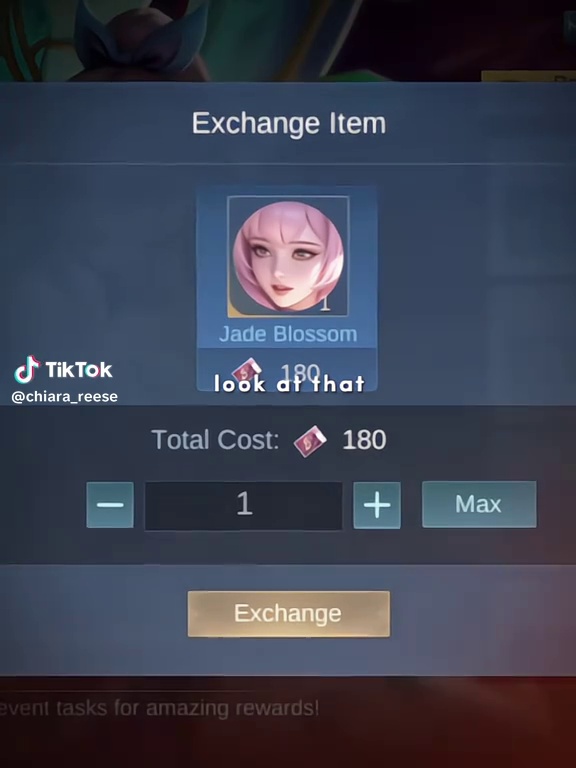 Exchange Item
1
Jade Blossom
180
look at that
TikTok
@chiara_reese
Total Cost: 180
1
Max
Exchange
event tasks for amazing rewards!